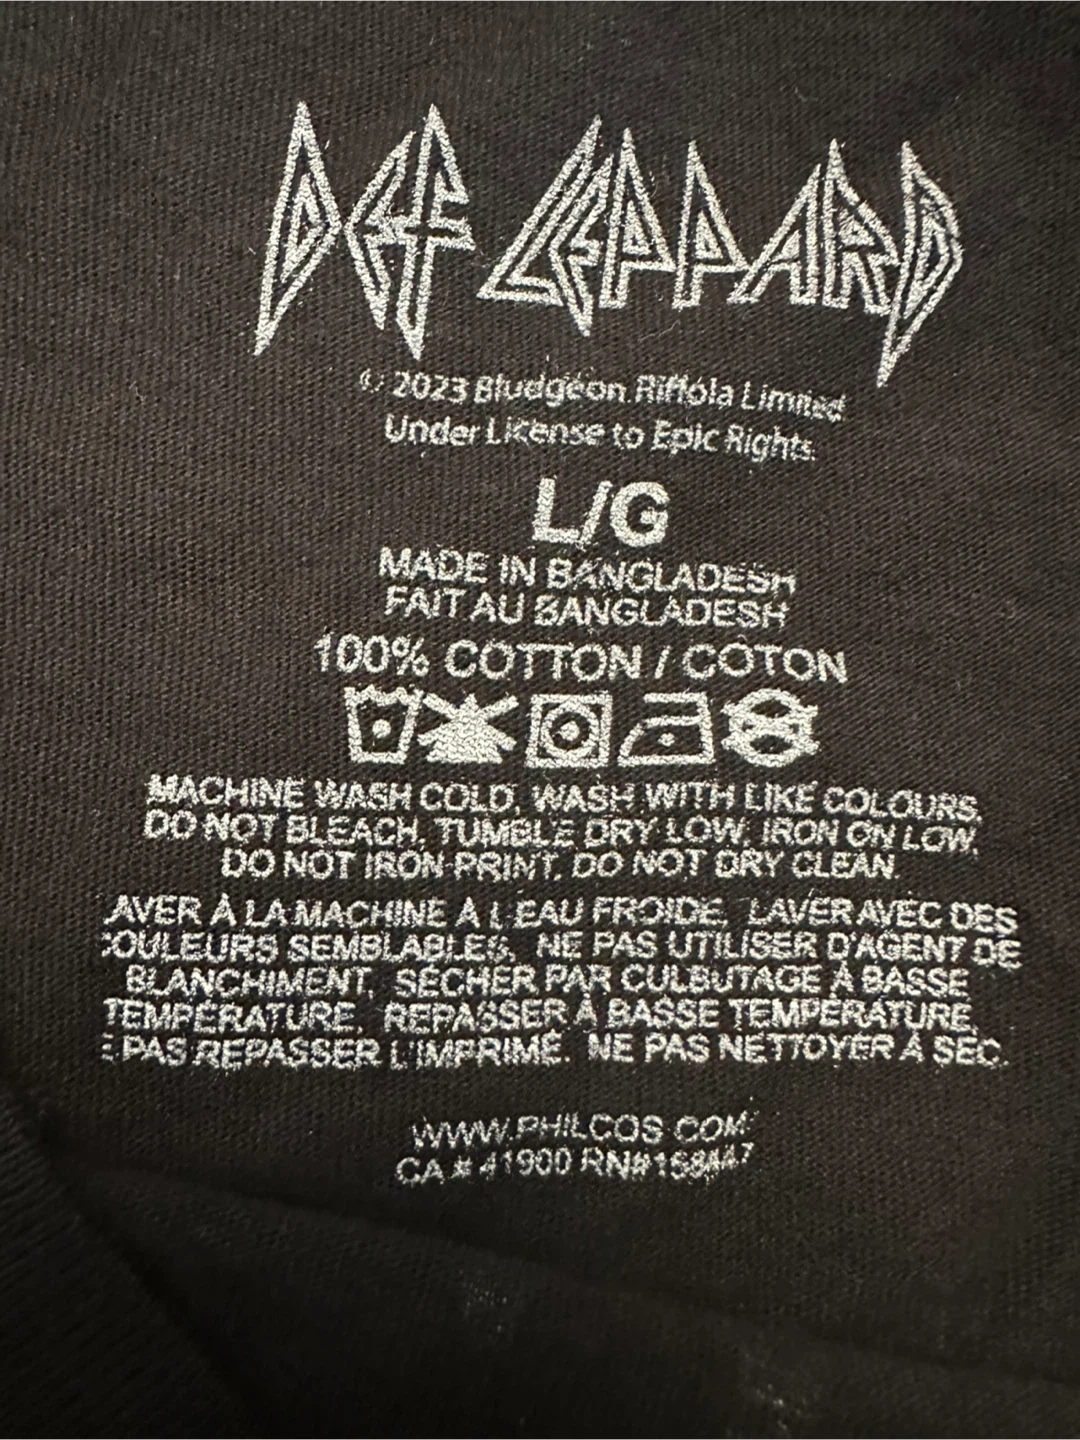 DEF LEPPARD
© 2023 Bludgeon Riffola Limited
Under License to Epic Rights.
L/G
MADE IN BANGLADESH
FAIT AU BANGLADESH
100% COTTON / COTON
MACHINE WASH COLD. WASH WITH LIKE COLOURS.
DO NOT BLEACH. TUMBLE DRY LOW. IRON ON LOW.
DO NOT IRON PRINT. DO NOT DRY CLEAN.
AVER À LA MACHINE À L'EAU FROIDE. LAVER AVEC DES
COULEURS SEMBLABLES. NE PAS UTILISER D'AGENT DE
BLANCHIMENT. SÉCHER PAR CULBUTAGE À BASSE
TEMPÉRATURE. REPASSER À BASSE TEMPÉRATURE.
E PAS REPASSER L'IMPRIMÉ. NE PAS NETTOYER À SEC.
WWW.PHILCOS.COM
CA # 41900 RN#158447